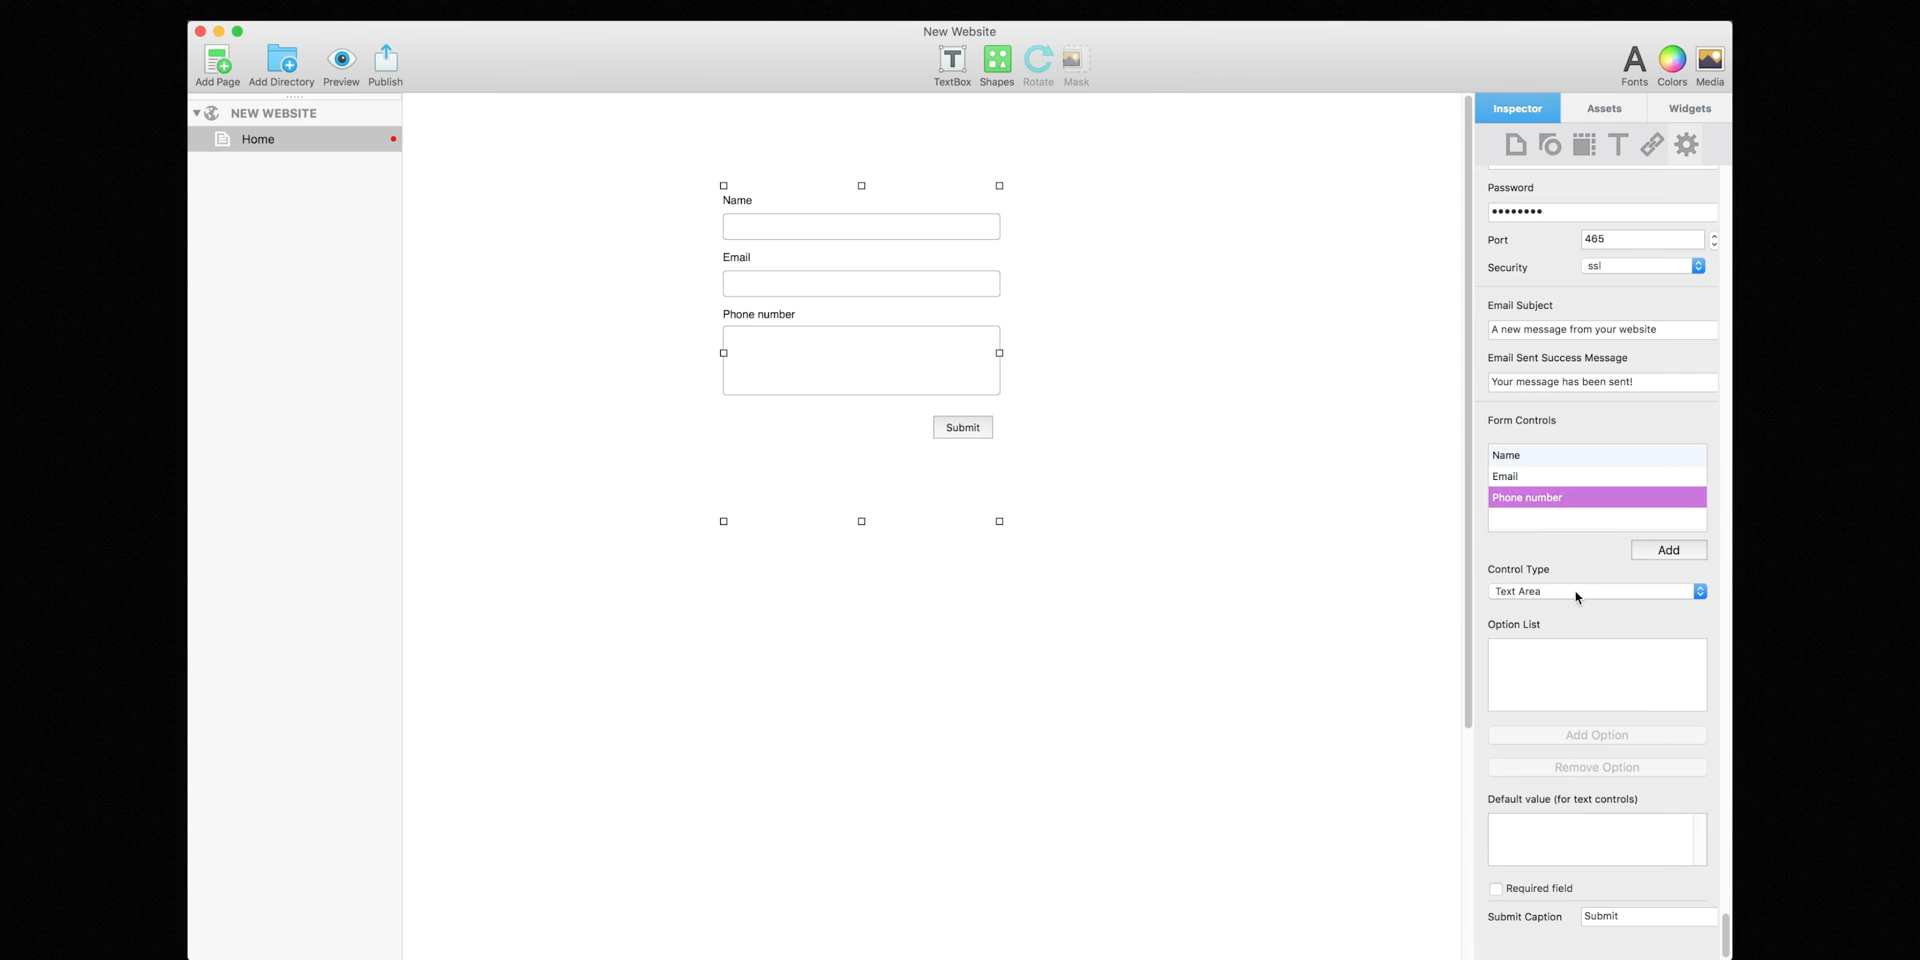 New Website
Add Page
Add Directory
Preview
Publish
TextBox
Shapes
Rotate
Mask
Fonts
Colors
Media
NEW WEBSITE
Home
Name
Email
Phone number
Submit
Inspector
Assets
Widgets
Password
••••••••
Port
465
Security
ssl
Email Subject
A new message from your website
Email Sent Success Message
Your message has been sent!
Form Controls
Name
Email
Phone number
Add
Control Type
Text Area
Option List
Add Option
Remove Option
Default value (for text controls)
Required field
Submit Caption
Submit